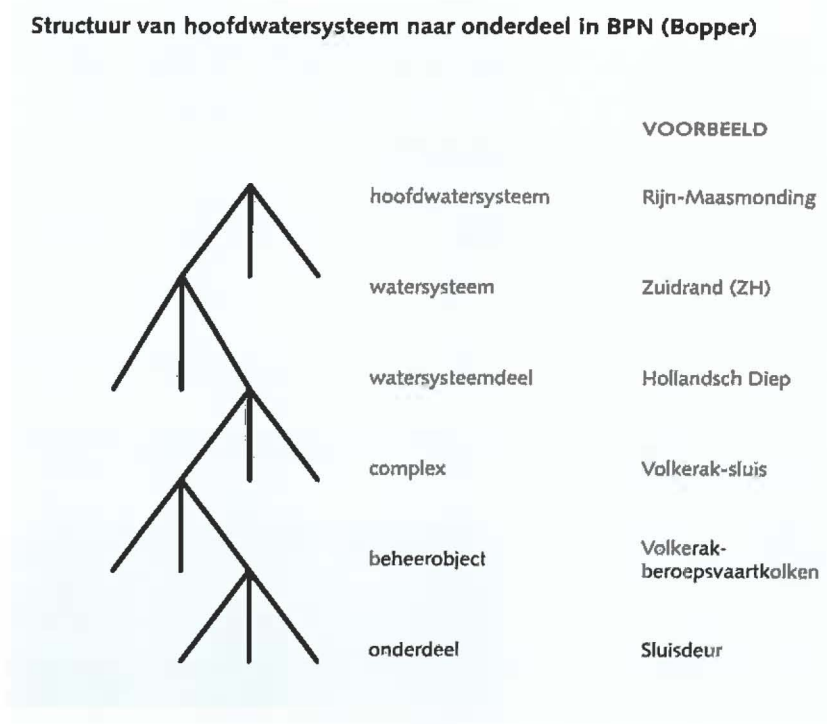 Structuur van hoofdwatersysteem naar onderdeel in BPN (Bopper)
VOORBEELD
hoofdwatersysteem Rijn-Maasmonding
watersysteem Zuidrand (ZH)
watersysteemdeel Hollandsch Diep
complex Volkerak-sluis
beheerobject Volkerak-
beroepsvaartkolken
onderdeel Sluisdeur